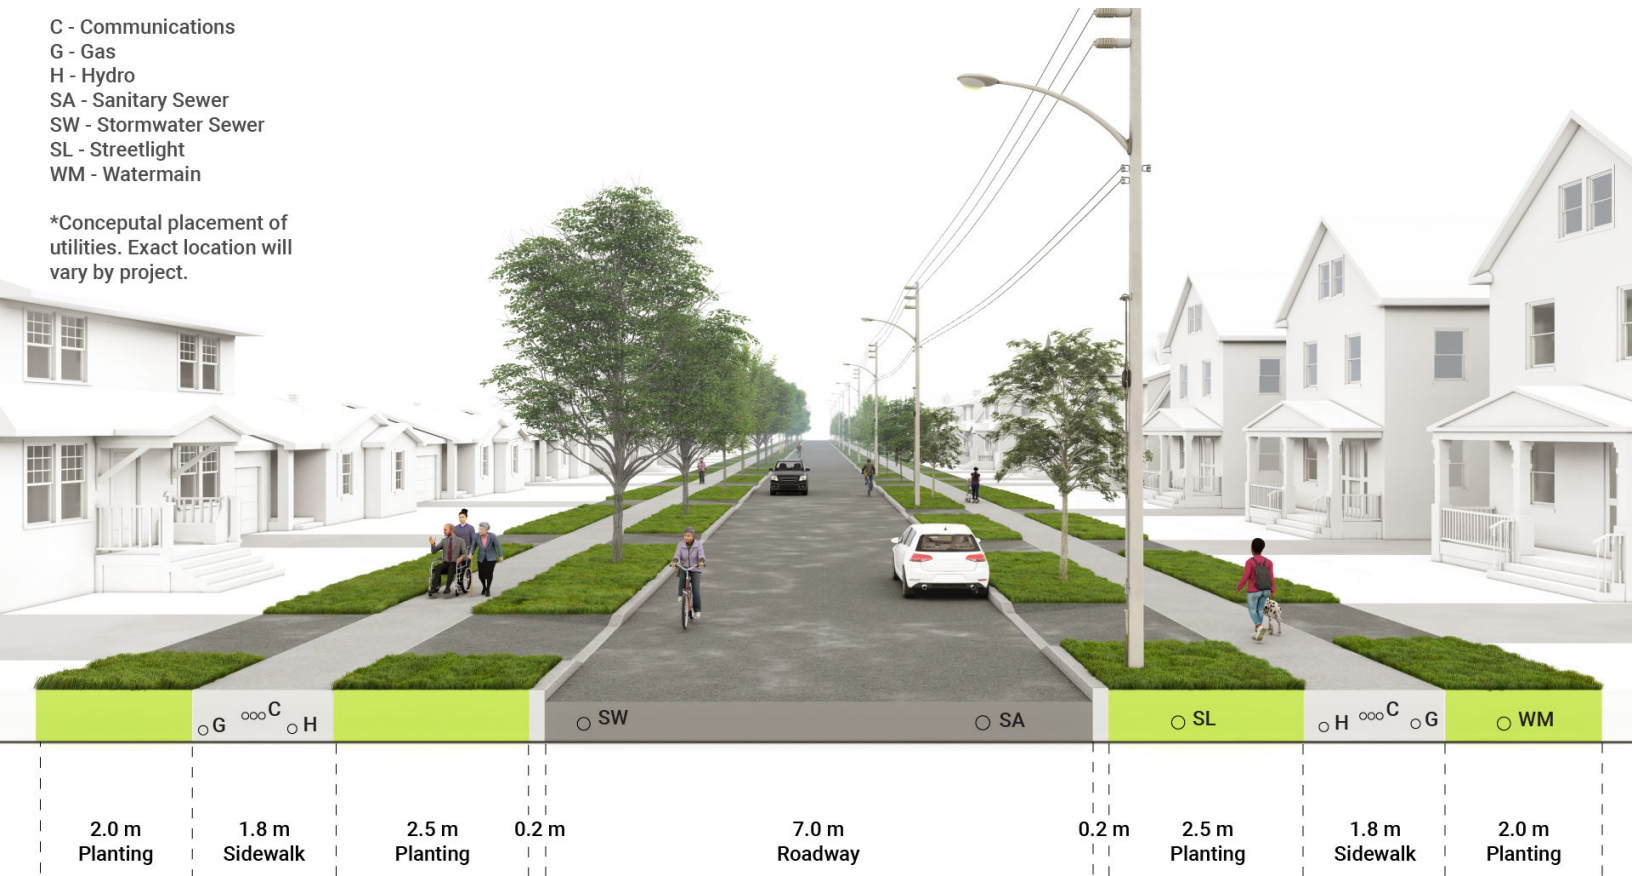 C - Communications
G - Gas
H - Hydro
SA - Sanitary Sewer
SW - Stormwater Sewer
SL - Streetlight
WM - Watermain
*Conceputal placement of
utilities. Exact location will
vary by project.
G C H SW SA SL H C G WM
2.0 m 1.8 m 2.5 m 0.2 m 7.0 m 0.2 m 2.5 m 1.8 m 2.0 m
Planting Sidewalk Planting Roadway Planting Sidewalk Planting